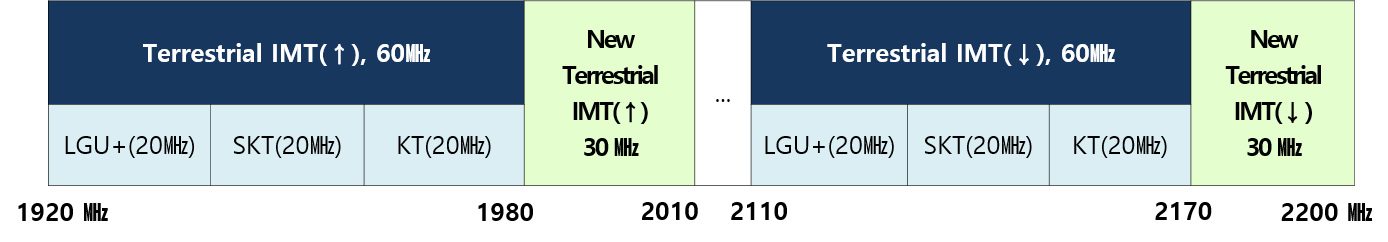 Terrestrial IMT(↑), 60㎒
New
Terrestrial
IMT(↑)
30 ㎒
...
Terrestrial IMT(↓), 60㎒
New
Terrestrial
IMT(↓)
30 ㎒
LGU+(20㎒)
SKT(20㎒)
KT(20㎒)
LGU+(20㎒)
SKT(20㎒)
KT(20㎒)
1920 ㎒
1980
2010
2110
2170
2200 ㎒